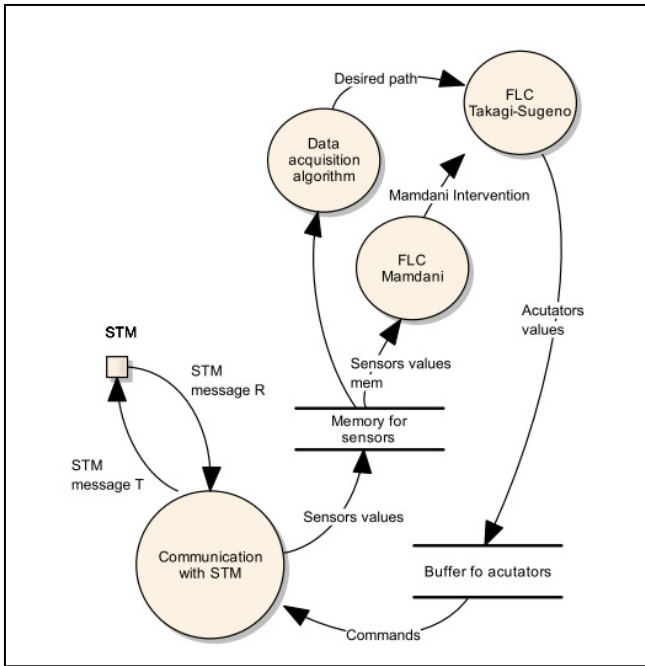 Desired path
FLC
Takagi-Sugeno
Data
acquisition
algorithm
Mamdani Intervention
FLC
Mamdani
Acutators
values
STM
STM
message R
Sensors values
mem
Memory for
sensors
STM
message T
Sensors values
Communication
with STM
Buffer fo acutators
Commands